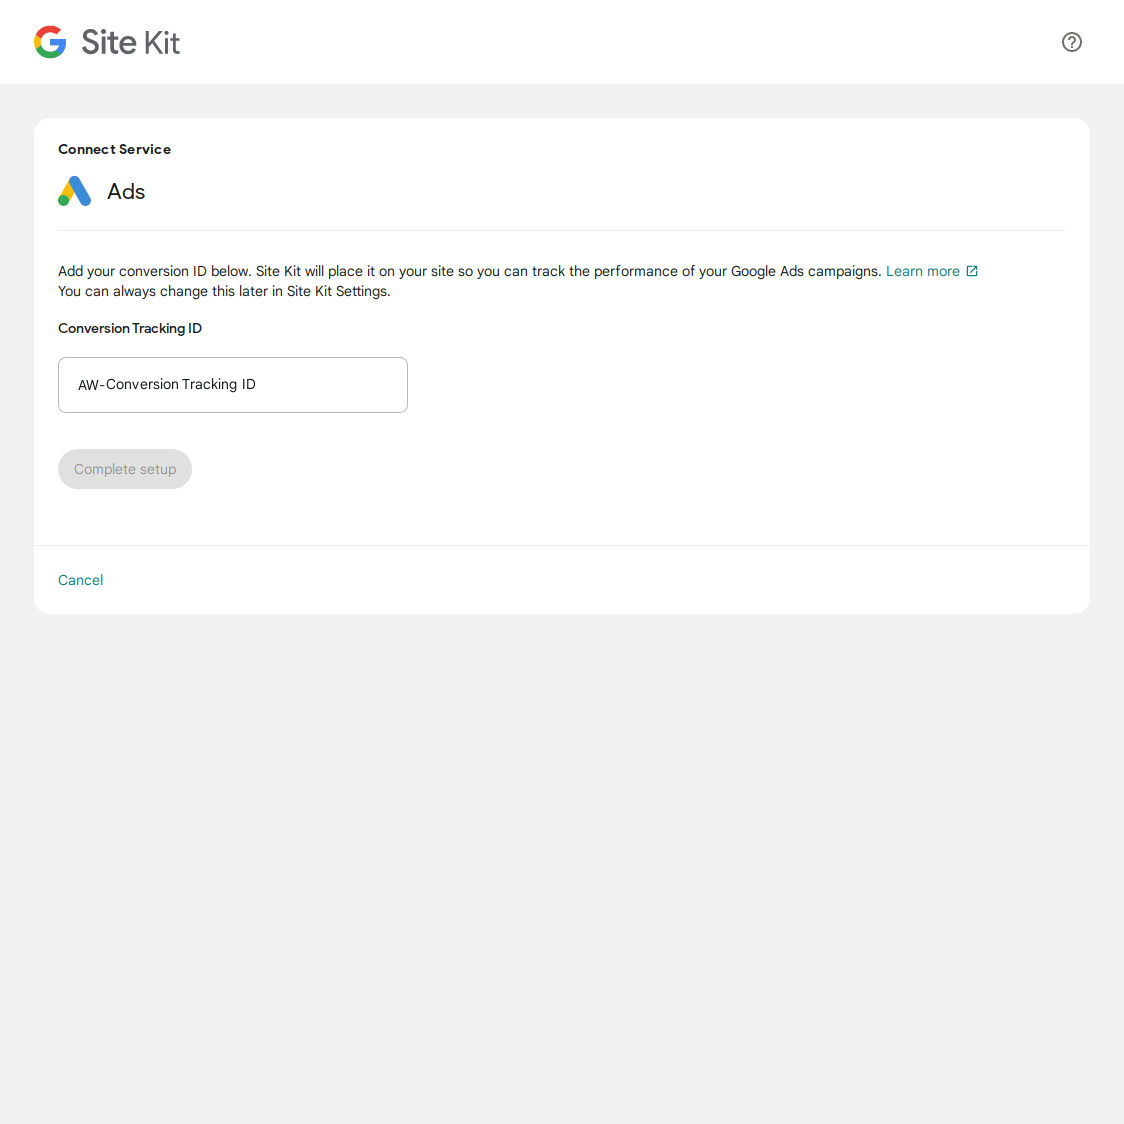 Site Kit
Connect Service
Ads
Add your conversion ID below. Site Kit will place it on your site so you can track the performance of your Google Ads campaigns. Learn more
You can always change this later in Site Kit Settings.
Conversion Tracking ID
AW-Conversion Tracking ID
Complete setup
Cancel